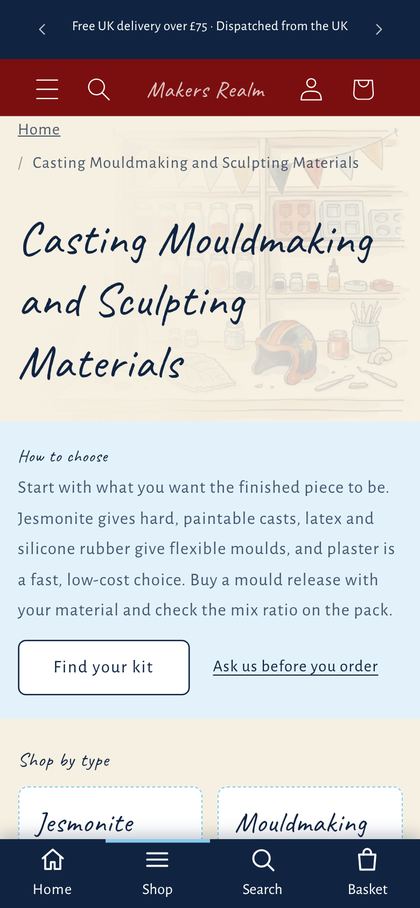 Free UK delivery over £75 · Dispatched from the UK
Makers Realm
Home
/ Casting Mouldmaking and Sculpting Materials
Casting Mouldmaking
and Sculpting
Materials
How to choose
Start with what you want the finished piece to be.
Jesmonite gives hard, paintable casts, latex and
silicone rubber give flexible moulds, and plaster is
a fast, low-cost choice. Buy a mould release with
your material and check the mix ratio on the pack.
Find your kit
Ask us before you order
Shop by type
Jesmonite
Mouldmaking
Home
Shop
Search
Basket